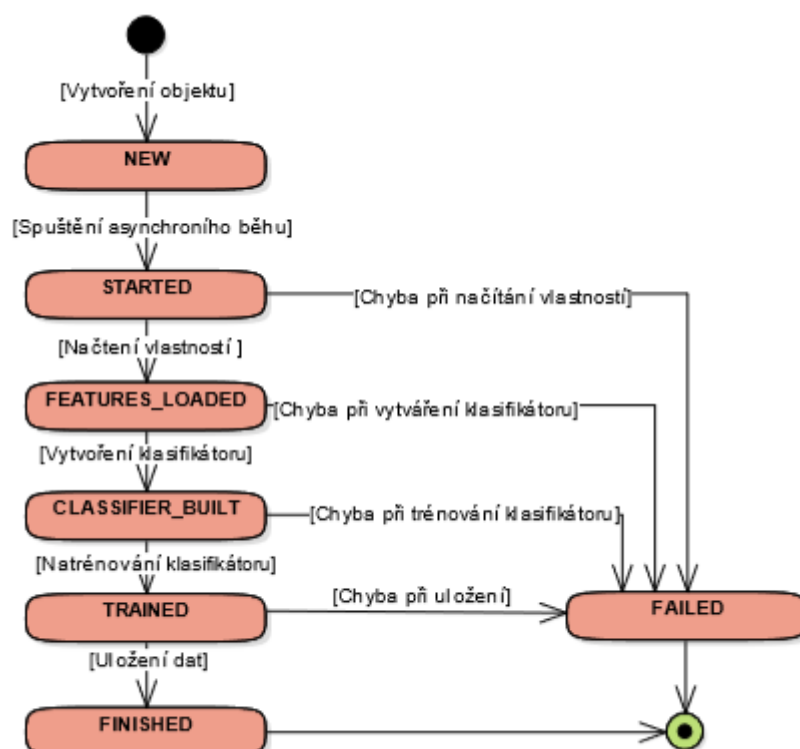 [Vytvoření objektu]
NEW
[Spuštění asynchroního běhu]
STARTED
[Chyba při načítání vlastností]
[Načtení vlastností ]
FEATURES_LOADED
[Chyba při vytváření klasifikátoru]
[Vytvoření klasifikátoru]
CLASSIFIER_BUILT
[Chyba při trénování klasifikátoru]
[Natrénování klasifikátoru]
[Chyba při uložení]
TRAINED
FAILED
[Uložení dat]
FINISHED